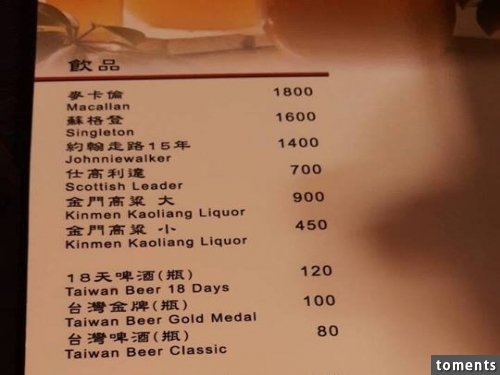 飲品
麥卡倫 1800
Macallan
蘇格登 1600
Singleton
約翰走路15年 1400
Johnniewalker
仕高利達 700
Scottish Leader
金門高粱 大 900
Kinmen Kaoliang Liquor
金門高粱 小 450
Kinmen Kaoliang Liquor
18天啤酒(瓶) 120
Taiwan Beer 18 Days
台灣金牌(瓶) 100
Taiwan Beer Gold Medal
台灣啤酒(瓶) 80
Taiwan Beer Classic
toments